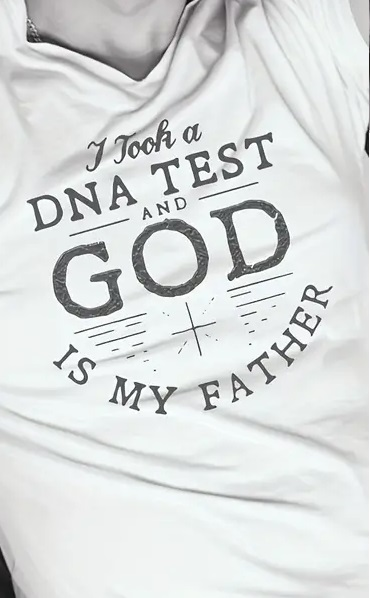 I Took a
DNA TEST
AND
GOD
IS MY FATHER